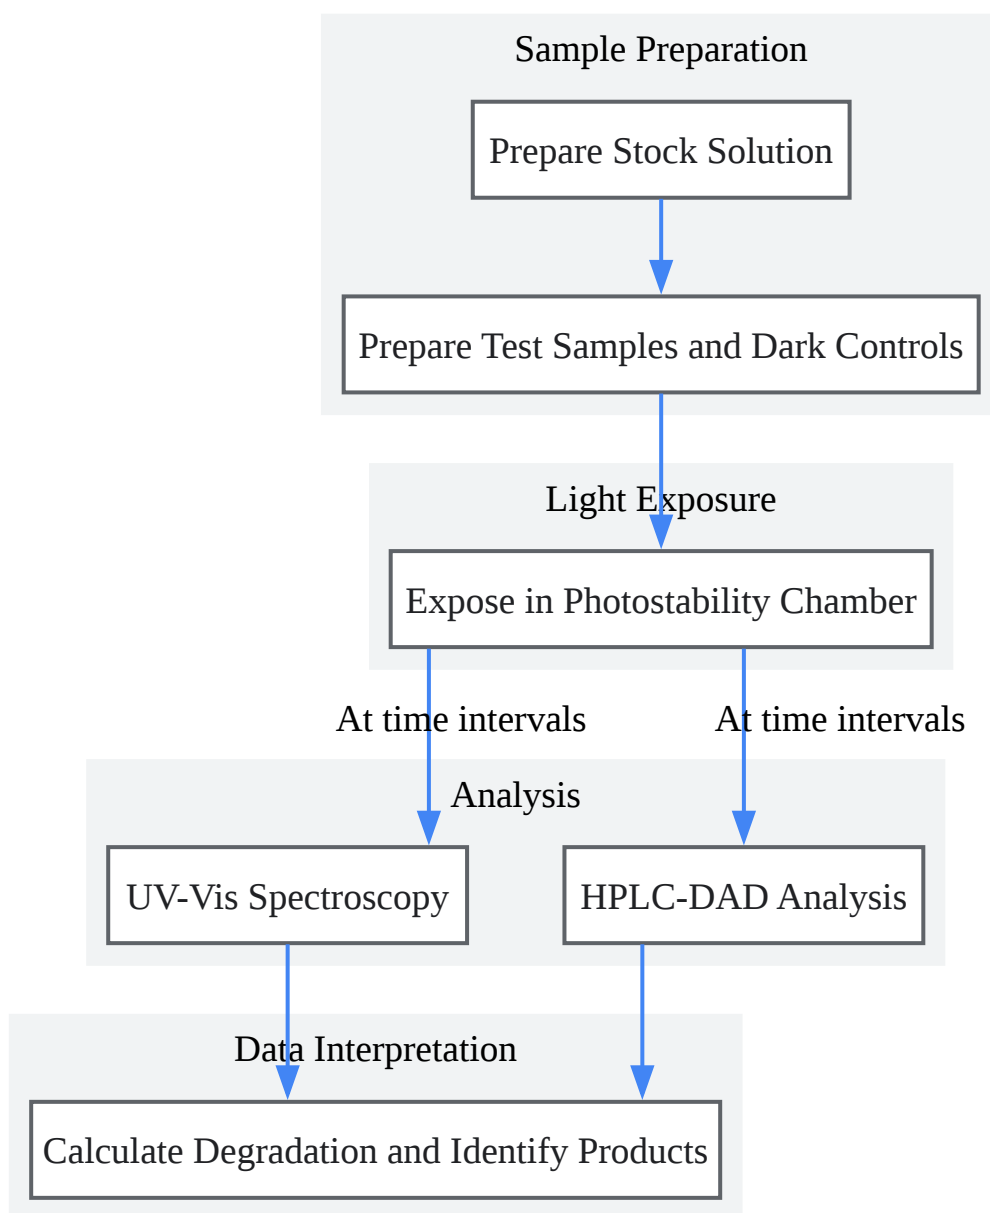 Sample Preparation
Prepare Stock Solution
Prepare Test Samples and Dark Controls
Light Exposure
Expose in Photostability Chamber
At time intervals
At time intervals
Analysis
UV-Vis Spectroscopy
HPLC-DAD Analysis
Data Interpretation
Calculate Degradation and Identify Products